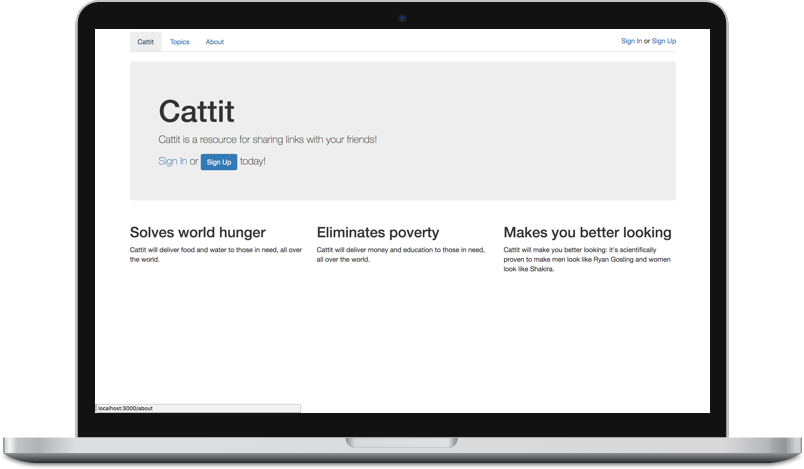 Cattit Topics About Sign In or Sign Up
Cattit
Cattit is a resource for sharing links with your friends!
Sign In or Sign Up today!
Solves world hunger
Cattit will deliver food and water to those in need, all over
the world.
Eliminates poverty
Cattit will deliver money and education to those in need,
all over the world.
Makes you better looking
Cattit will make you better looking: it's scientifically
proven to make men look like Ryan Gosling and women
look like Shakira.
localhost:3000/about